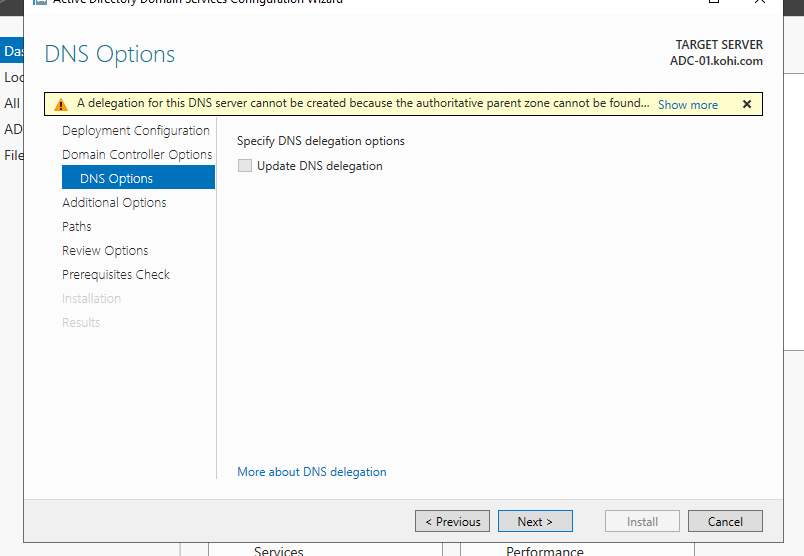 Active Directory Domain Services Configuration Wizard
DNS Options
TARGET SERVER
ADC-01.kohi.com
A delegation for this DNS server cannot be created because the authoritative parent zone cannot be found... Show more
Deployment Configuration
Domain Controller Options
DNS Options
Additional Options
Paths
Review Options
Prerequisites Check
Installation
Results
Specify DNS delegation options
Update DNS delegation
More about DNS delegation
< Previous
Next >
Install
Cancel
Das
Loc
All
AD
File
Services
Performance